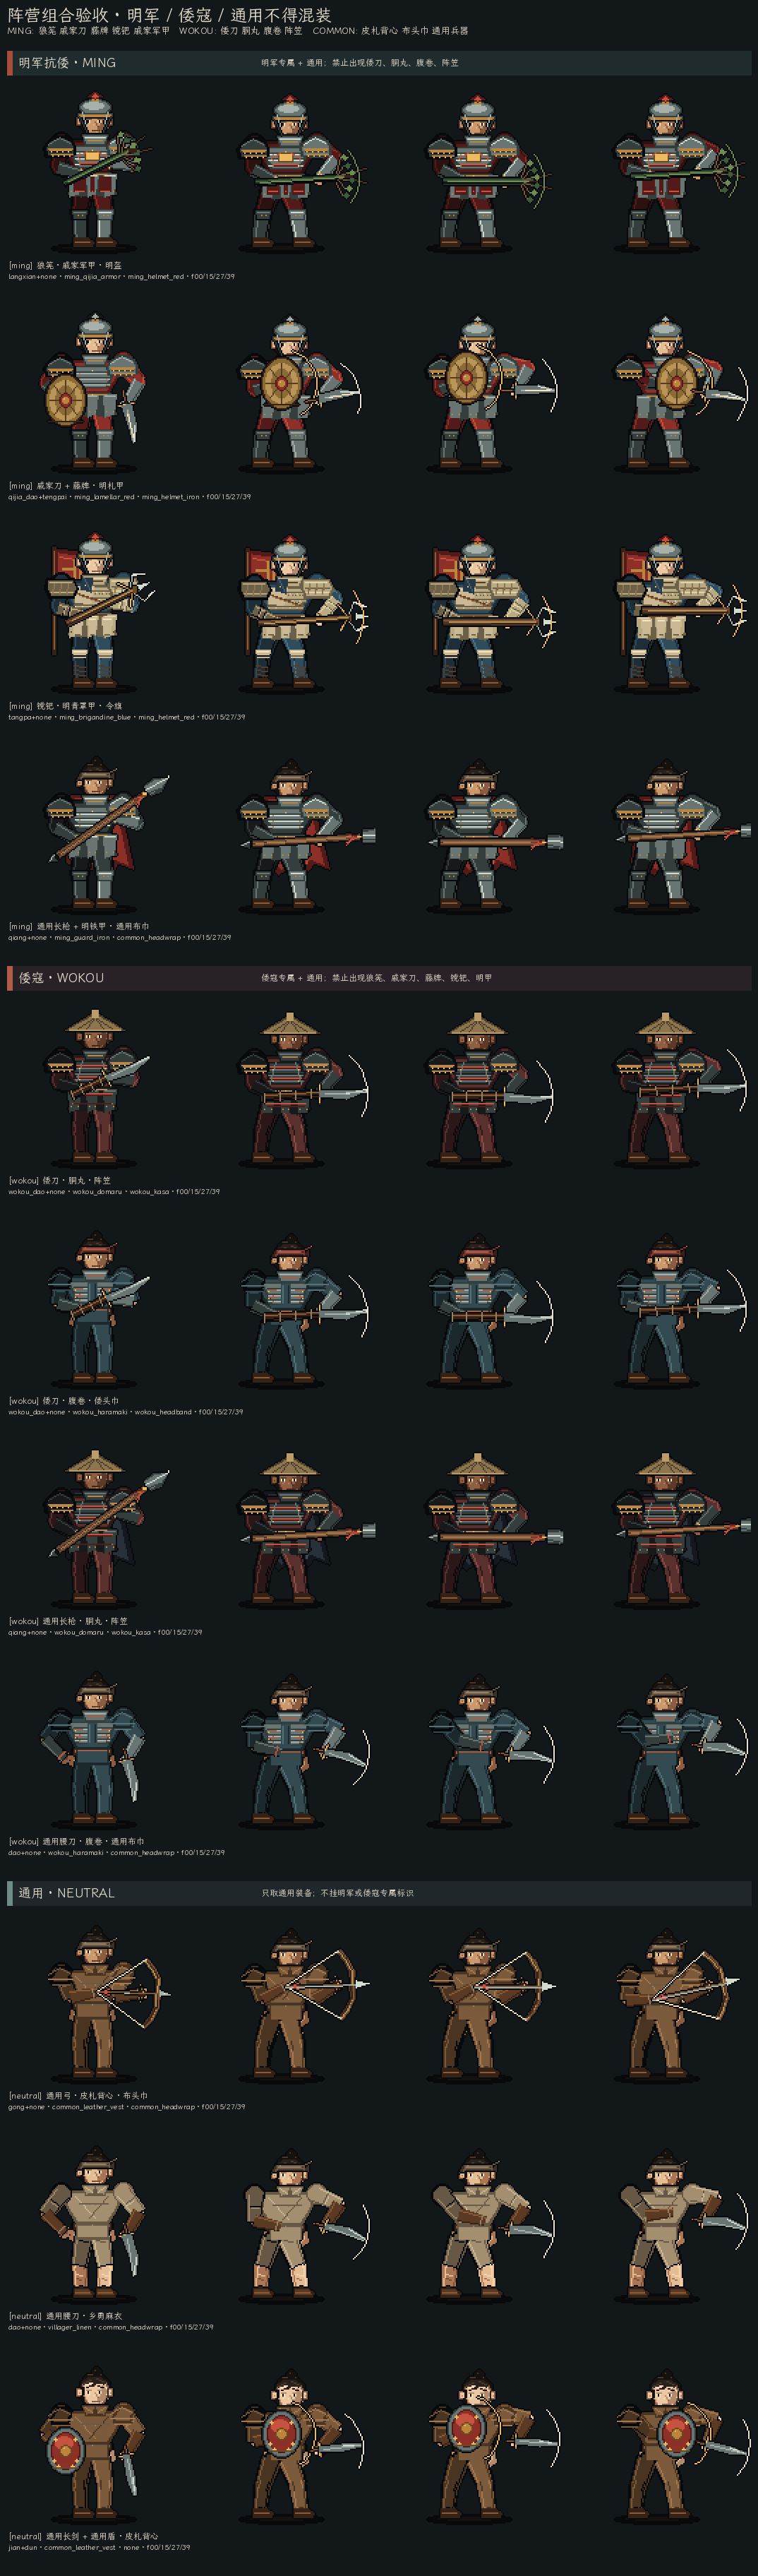 阵营组合验收・明军 / 倭寇 / 通用不得混装
MING: 狼筅 戚家刀 藤牌 镋钯 戚家军甲 WOKOU: 倭刀 胴丸 腹卷 阵笠 COMMON: 皮札背心 布头巾 通用兵器
明军抗倭・MING
明军专属 + 通用; 禁止出现倭刀、胴丸、腹卷、阵笠
[ming] 狼筅・戚家军甲・明盔
langxian+none・ming_qijia_armor・ming_helmet_red・f00/15/27/39
[ming] 戚家刀 + 藤牌・明札甲
qijia_dao+tengpai・ming_lamellar_red・ming_helmet_iron・f00/15/27/39
[ming] 镋钯・明青罩甲・令旗
tangpa+none・ming_brigandine_blue・ming_helmet_red・f00/15/27/39
[ming] 通用长枪 + 明铁甲・通用布巾
qiang+none・ming_guard_iron・common_headwrap・f00/15/27/39
倭寇・WOKOU
倭寇专属 + 通用; 禁止出现狼筅、戚家刀、藤牌、镋钯、明甲
[wokou] 倭刀・胴丸・阵笠
wokou_dao+none・wokou_domaru・wokou_kasa・f00/15/27/39
[wokou] 倭刀・腹卷・倭头巾
wokou_dao+none・wokou_haramaki・wokou_headband・f00/15/27/39
[wokou] 通用长枪・胴丸・阵笠
qiang+none・wokou_domaru・wokou_kasa・f00/15/27/39
[wokou] 通用腰刀・腹卷・通用布巾
dao+none・wokou_haramaki・common_headwrap・f00/15/27/39
通用・NEUTRAL
只取通用装备; 不挂明军或倭寇专属标识
[neutral] 通用弓・皮札背心・布头巾
gong+none・common_leather_vest・common_headwrap・f00/15/27/39
[neutral] 通用腰刀・乡勇麻衣
dao+none・villager_linen・common_headwrap・f00/15/27/39
[neutral] 通用长剑 + 通用盾・皮札背心
jian+dun・common_leather_vest・none・f00/15/27/39